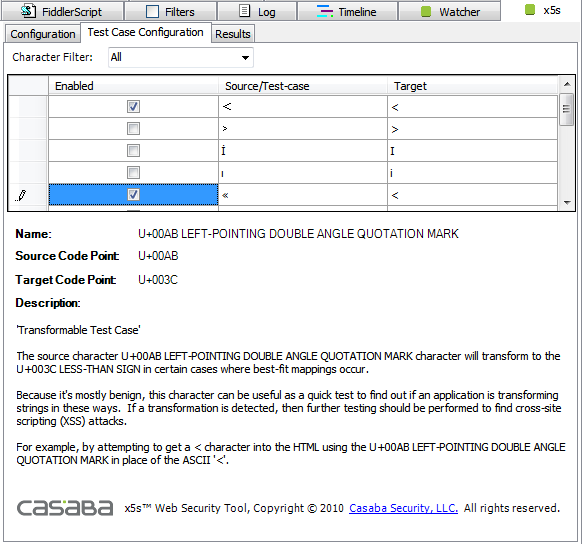 FiddlerScript Filters Log Timeline Watcher x5s
Configuration Test Case Configuration Results
Character Filter: All
Enabled Source/Test-case Target
< <
> >
İ I
ı i
« <
Name: U+00AB LEFT-POINTING DOUBLE ANGLE QUOTATION MARK
Source Code Point: U+00AB
Target Code Point: U+003C
Description:
'Transformable Test Case'
The source character U+00AB LEFT-POINTING DOUBLE ANGLE QUOTATION MARK character will transform to the
U+003C LESS-THAN SIGN in certain cases where best-fit mappings occur.
Because it's mostly benign, this character can be useful as a quick test to find out if an application is transforming
strings in these ways.  If a transformation is detected, then further testing should be performed to find cross-site
scripting (XSS) attacks.
For example, by attempting to get a < character into the HTML using the U+00AB LEFT-POINTING DOUBLE ANGLE
QUOTATION MARK in place of the ASCII '<'.
casaba x5s™ Web Security Tool, Copyright © 2010 Casaba Security, LLC. All rights reserved.